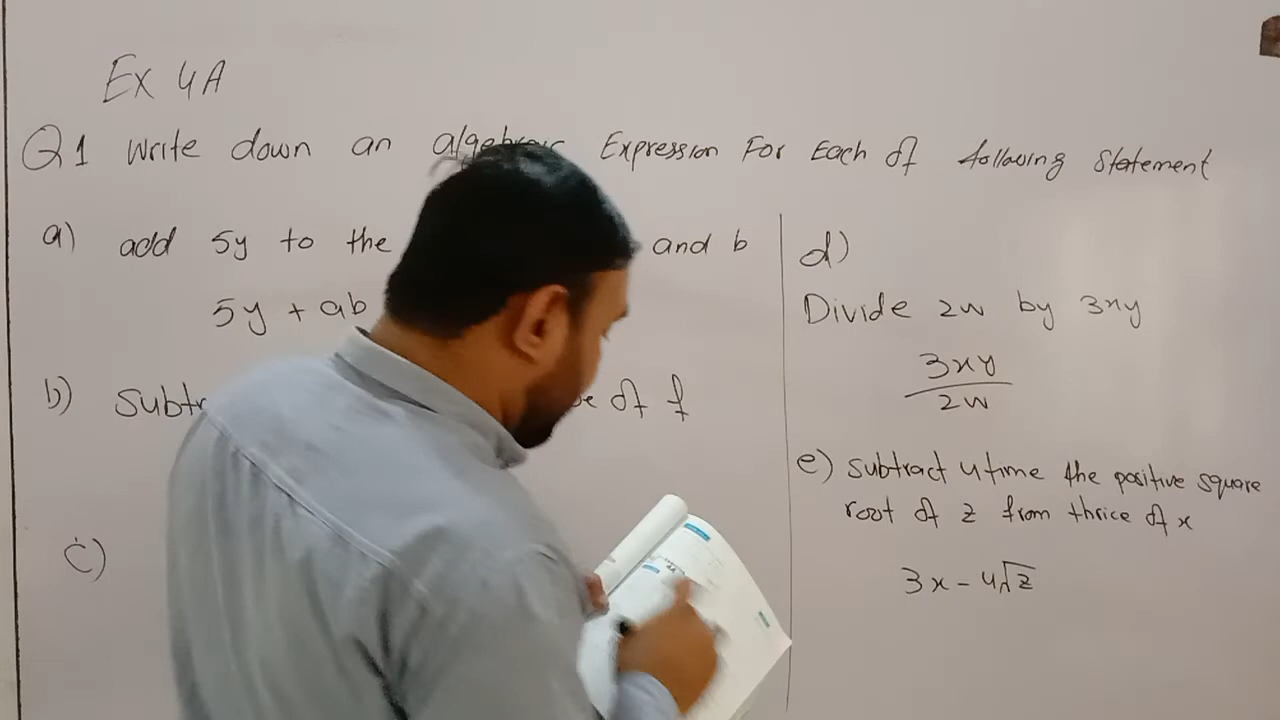 Ex 4A
Q1 Write down an algebraic Expression For Each of following Statement
a) add 5y to the and b
5y + ab
b) of f
c)
d)
Divide 2w by 3xy
3xy
2w
e) Subtract 4 time the positive square
root of z from thrice of x
3x - 4√z